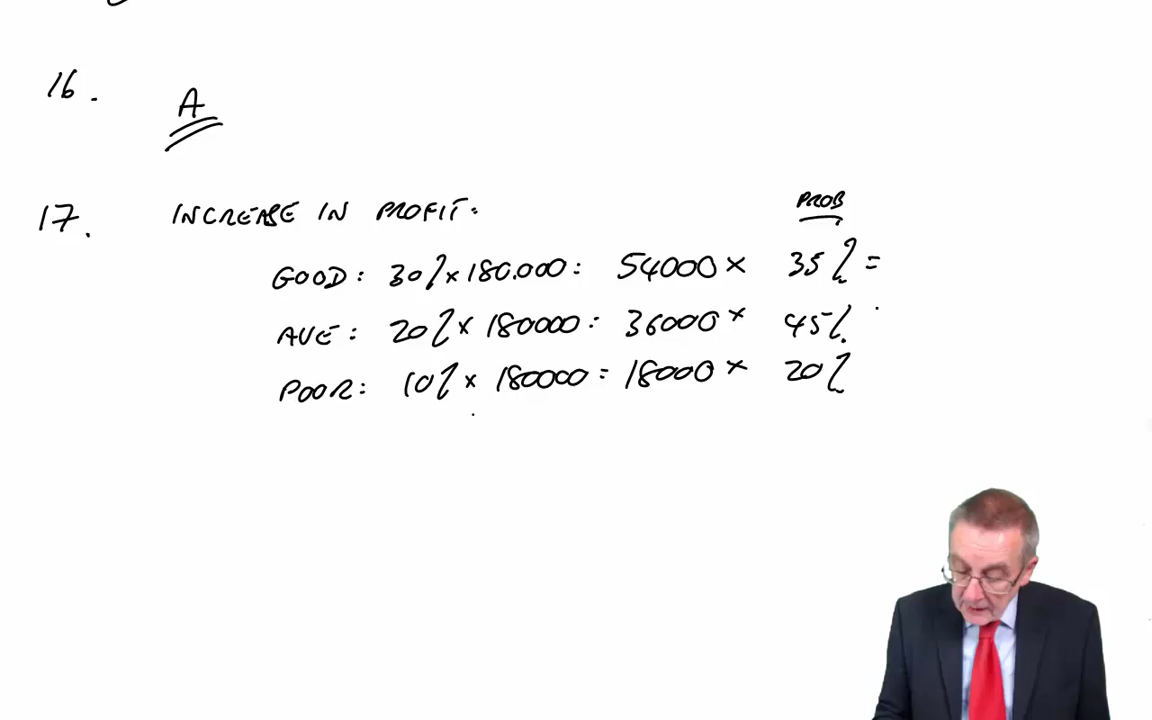 16. A
17. INCREASE IN PROFIT: PROB
GOOD: 30% × 180.000: 54000 × 35% =
AVE: 20% × 180000: 36000 × 45%
POOR: 10% × 180000 = 18000 × 20%